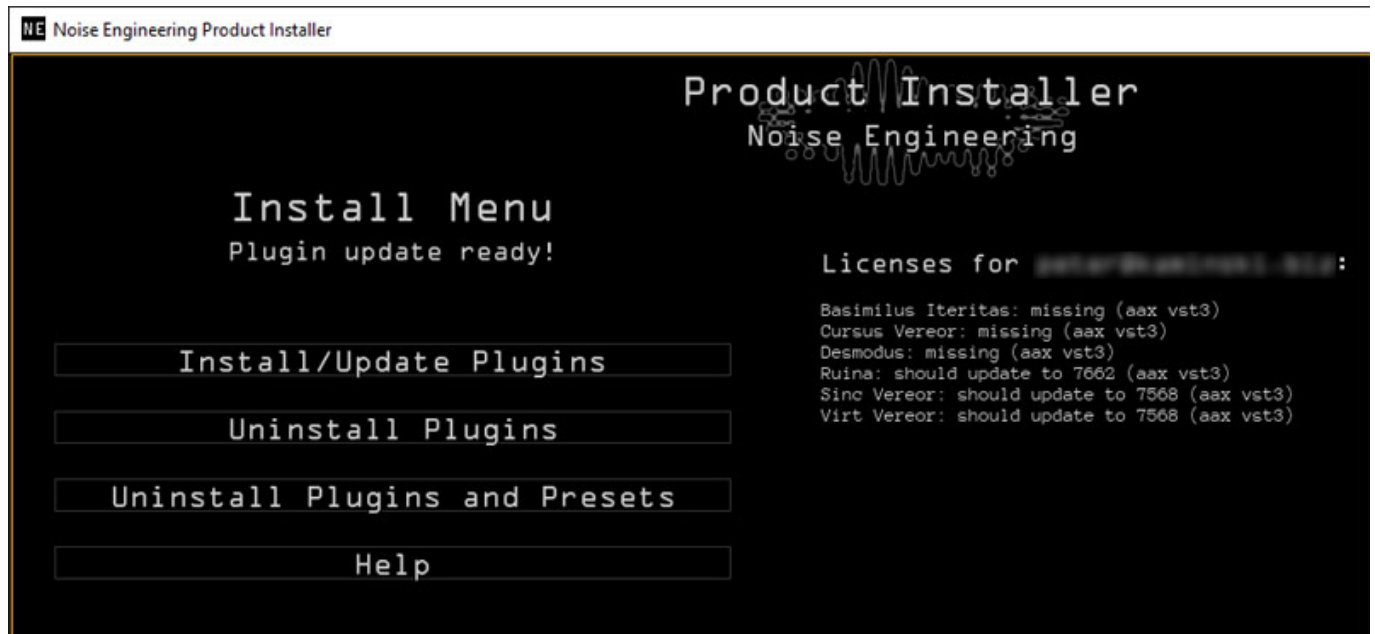 NE Noise Engineering Product Installer
Product Installer
Noise Engineering
Install Menu
Plugin update ready!
Install/Update Plugins
Uninstall Plugins
Uninstall Plugins and Presets
Help
Licenses for :
Basimilus Iteritas: missing (aax vst3)
Cursus Vereor: missing (aax vst3)
Desmodus: missing (aax vst3)
Ruina: should update to 7662 (aax vst3)
Sinc Vereor: should update to 7568 (aax vst3)
Virt Vereor: should update to 7568 (aax vst3)